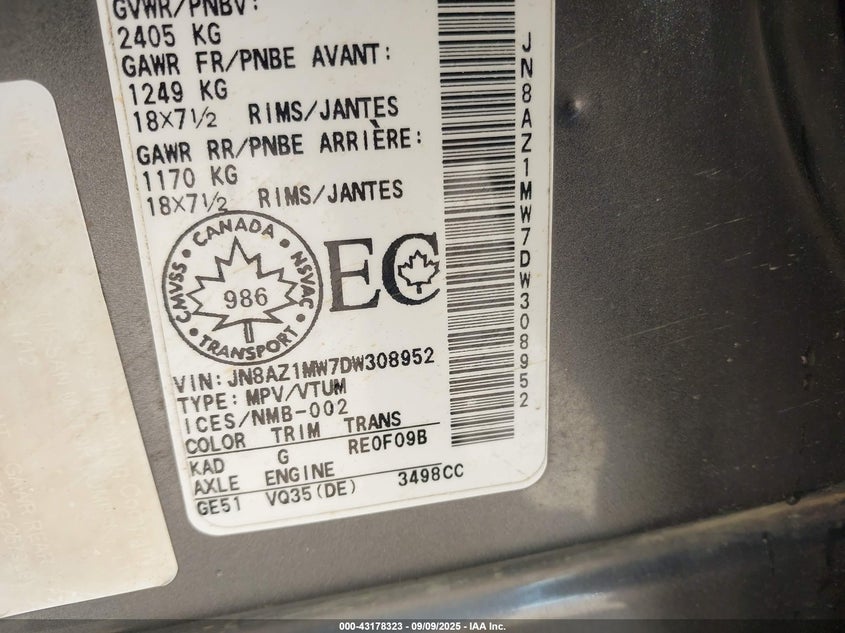 GVWR/PNBV:
2405 KG
GAWR FR/PNBE AVANT:
1249 KG
18X7½ RIMS/JANTES
GAWR RR/PNBE ARRIÈRE:
1170 KG
18X7½ RIMS/JANTES
CANADA
CMVSS
NSVAC
986
TRANSPORT
EC
VIN: JN8AZ1MW7DW308952
TYPE: MPV/VTUM
ICES/NMB-002
COLOR TRIM TRANS
KAD G RE0F09B
AXLE ENGINE
GE51 VQ35(DE) 3498CC
JN8AZ1MW7DW308952
000-43178323 - 09/09/2025 - IAA Inc.